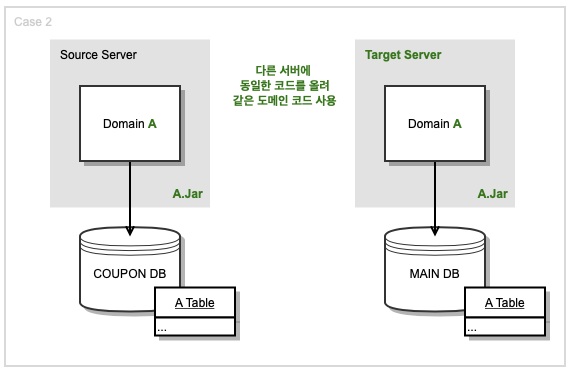 Case 2
Source Server
Domain A
A.Jar
COUPON DB
A Table
...
다른 서버에
동일한 코드를 올려
같은 도메인 코드 사용
Target Server
Domain A
A.Jar
MAIN DB
A Table
...